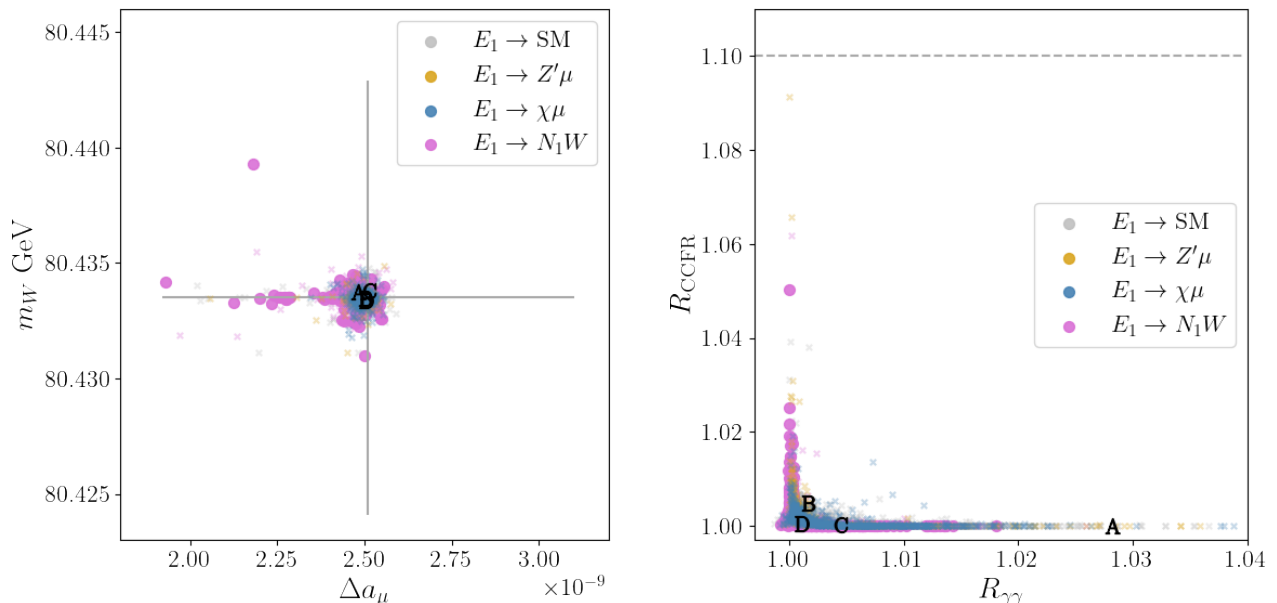 80.445
80.440
80.435
80.430
80.425
m_W GeV
E_1 → SM
E_1 → Z′μ
E_1 → χμ
E_1 → N_1W
A
C
B
D
2.00
2.25
2.50
2.75
3.00
×10⁻⁹
Δa_μ
1.10
1.08
1.06
1.04
1.02
1.00
R_CCFR
E_1 → SM
E_1 → Z′μ
E_1 → χμ
E_1 → N_1W
B
D
C
A
1.00
1.01
1.02
1.03
1.04
R_γγ